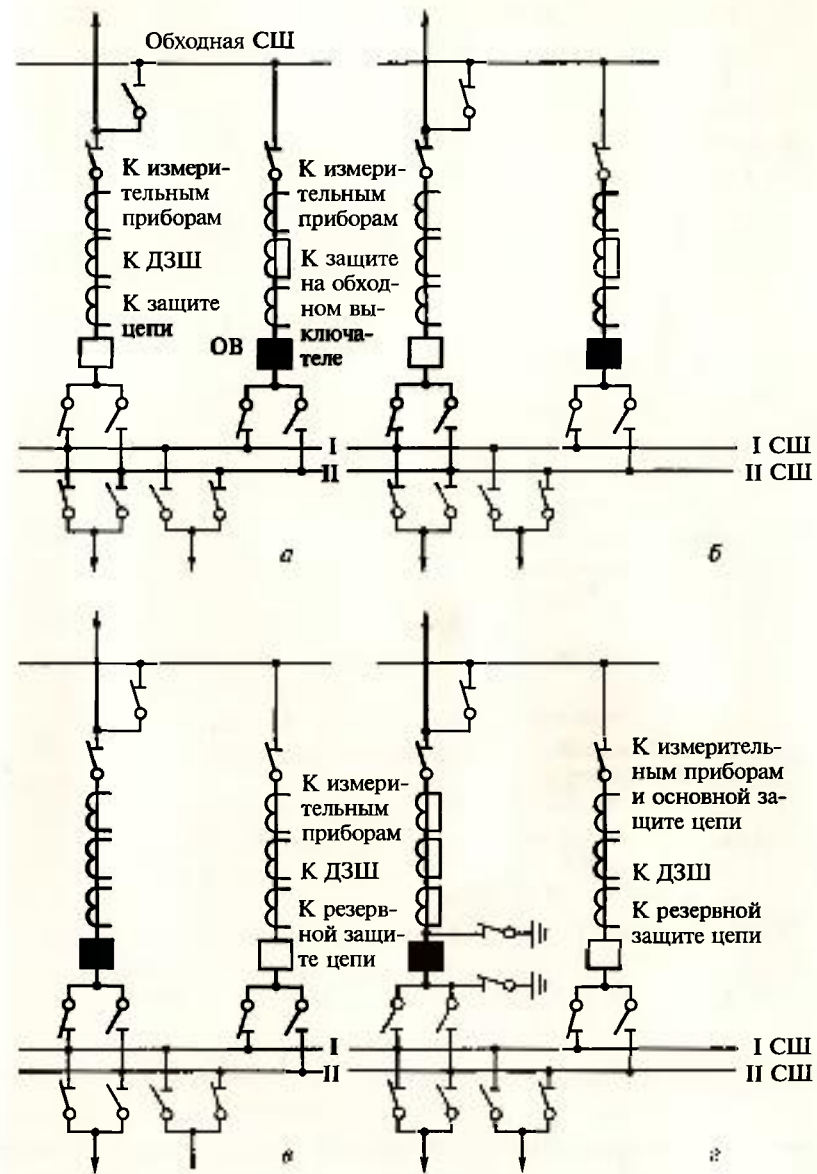 Обходная СШ
К измери-
тельным
приборам
К ДЗШ
К защите
цепи
К измери-
тельным
приборам
К защите
на обход-
ном вы-
ключа-
теле
ОВ
I
II
I СШ
II СШ
а
б
К измери-
тельным
приборам
К ДЗШ
К резерв-
ной защи-
те цепи
К измеритель-
ным приборам
и основной за-
щите цепи
К ДЗШ
К резервной
защите цепи
I
II
I СШ
II СШ
в
г